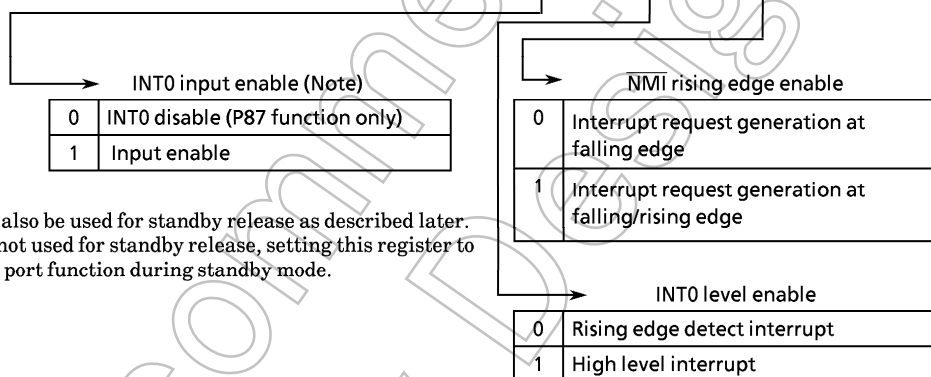 INT0 input enable (Note)
0 INT0 disable (P87 function only)
1 Input enable
also be used for standby release as described later.
not used for standby release, setting this register to
port function during standby mode.
NMI rising edge enable
0 Interrupt request generation at
falling edge
1 Interrupt request generation at
falling/rising edge
INT0 level enable
0 Rising edge detect interrupt
1 High level interrupt